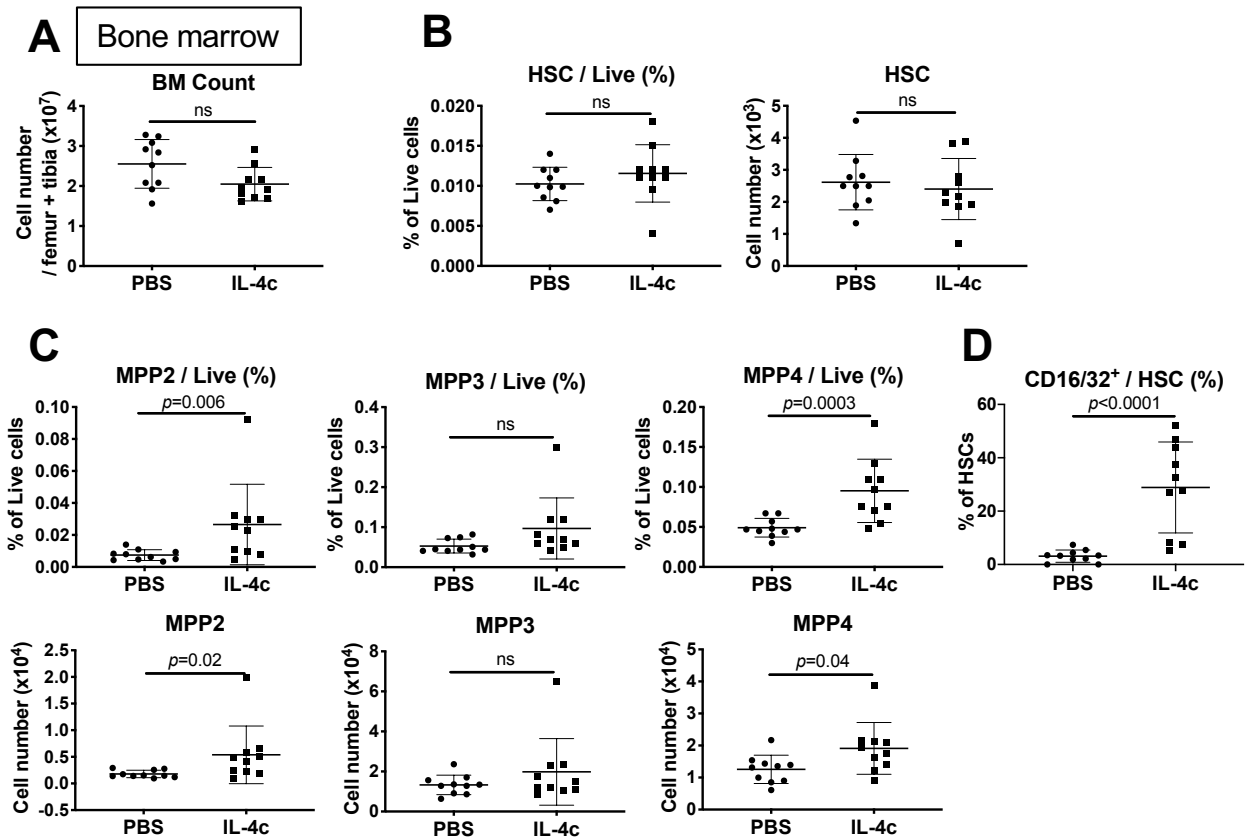 A
Bone marrow
BM Count
Cell number
/ femur + tibia (x10⁷)
4
3
2
1
0
ns
PBS
IL-4c
B
HSC / Live (%)
% of Live cells
0.020
0.015
0.010
0.005
0.000
ns
PBS
IL-4c
HSC
Cell number (x10³)
5
4
3
2
1
0
ns
PBS
IL-4c
C
MPP2 / Live (%)
% of Live cells
0.10
0.08
0.06
0.04
0.02
0.00
p=0.006
PBS
IL-4c
MPP3 / Live (%)
% of Live cells
0.4
0.3
0.2
0.1
0.0
ns
PBS
IL-4c
MPP4 / Live (%)
% of Live cells
0.20
0.15
0.10
0.05
0.00
p=0.0003
PBS
IL-4c
D
CD16/32⁺ / HSC (%)
% of HSCs
60
40
20
0
p<0.0001
PBS
IL-4c
MPP2
Cell number (x10⁴)
2.5
2.0
1.5
1.0
0.5
0.0
-0.5
p=0.02
PBS
IL-4c
MPP3
Cell number (x10⁴)
8
6
4
2
0
ns
PBS
IL-4c
MPP4
Cell number (x10⁴)
5
4
3
2
1
0
p=0.04
PBS
IL-4c